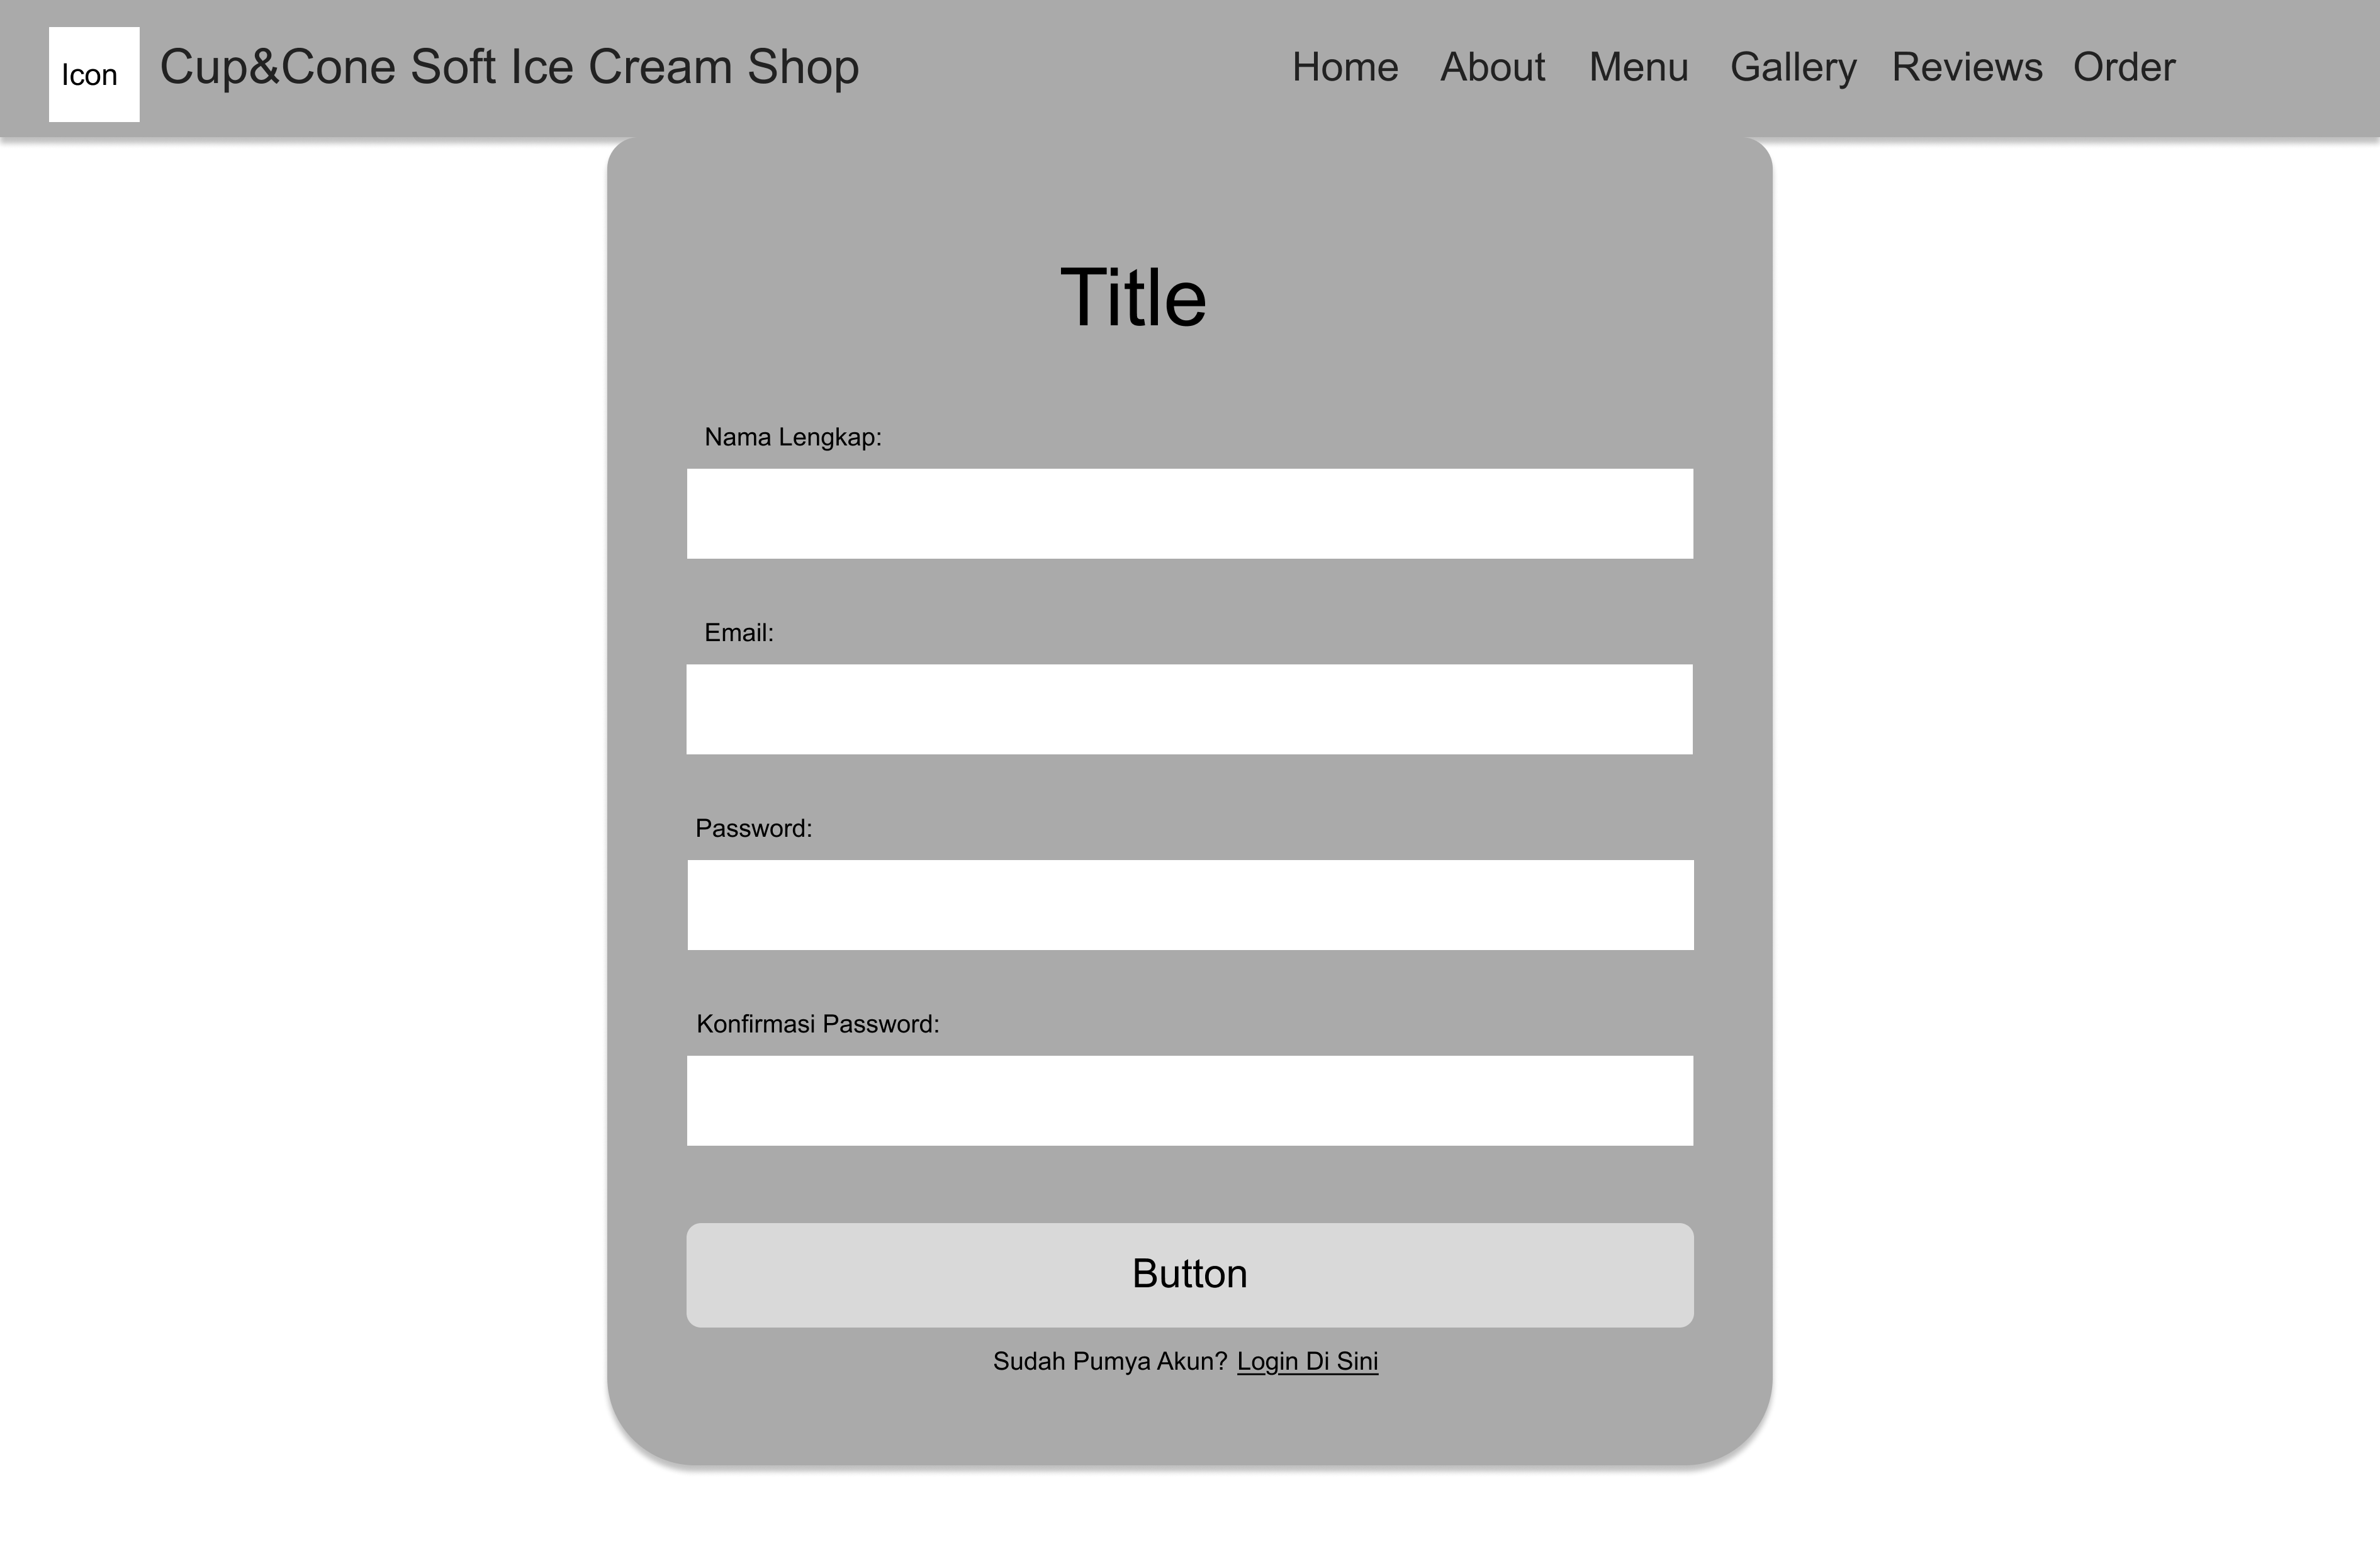 Icon Cup&Cone Soft Ice Cream Shop Home About Menu Gallery Reviews Order
Title
Nama Lengkap:
Email:
Password:
Konfirmasi Password:
Button
Sudah Pumya Akun? Login Di Sini